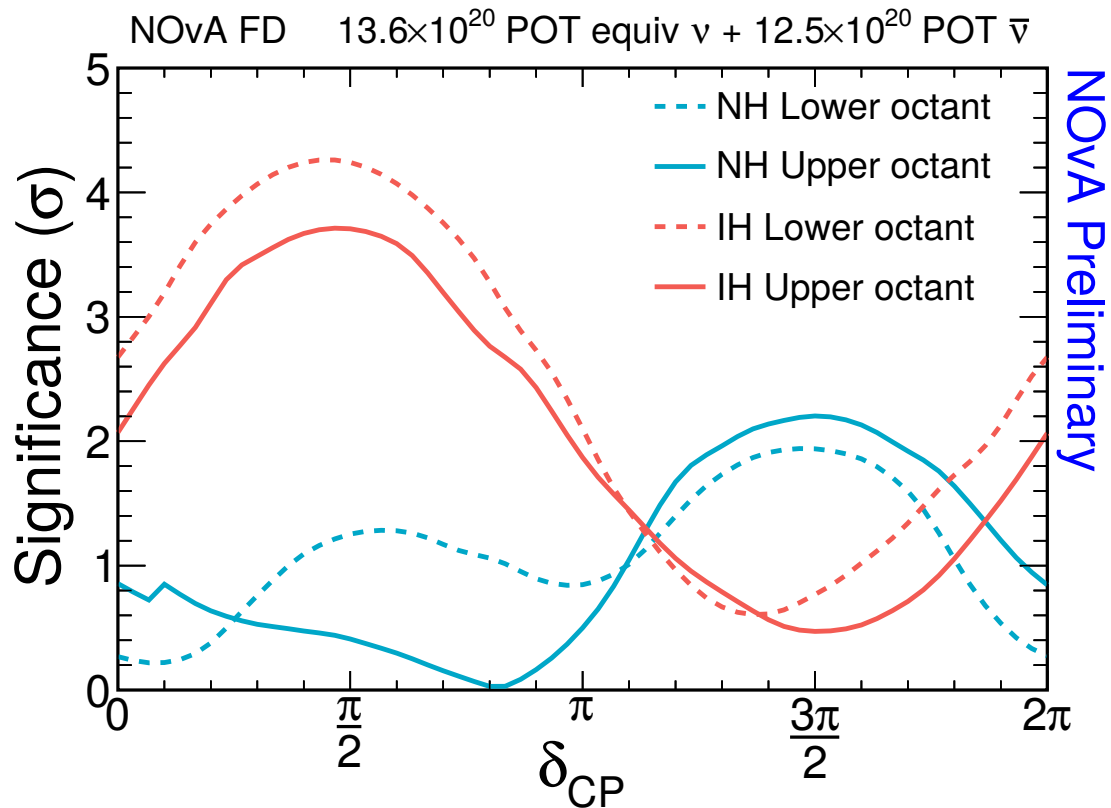 NOvA FD 13.6×10²⁰ POT equiv ν + 12.5×10²⁰ POT ν̅
5
4
3
2
1
0
Significance (σ)
NH Lower octant
NH Upper octant
IH Lower octant
IH Upper octant
NOvA Preliminary
0 π/2 π 3π/2 2π
δCP